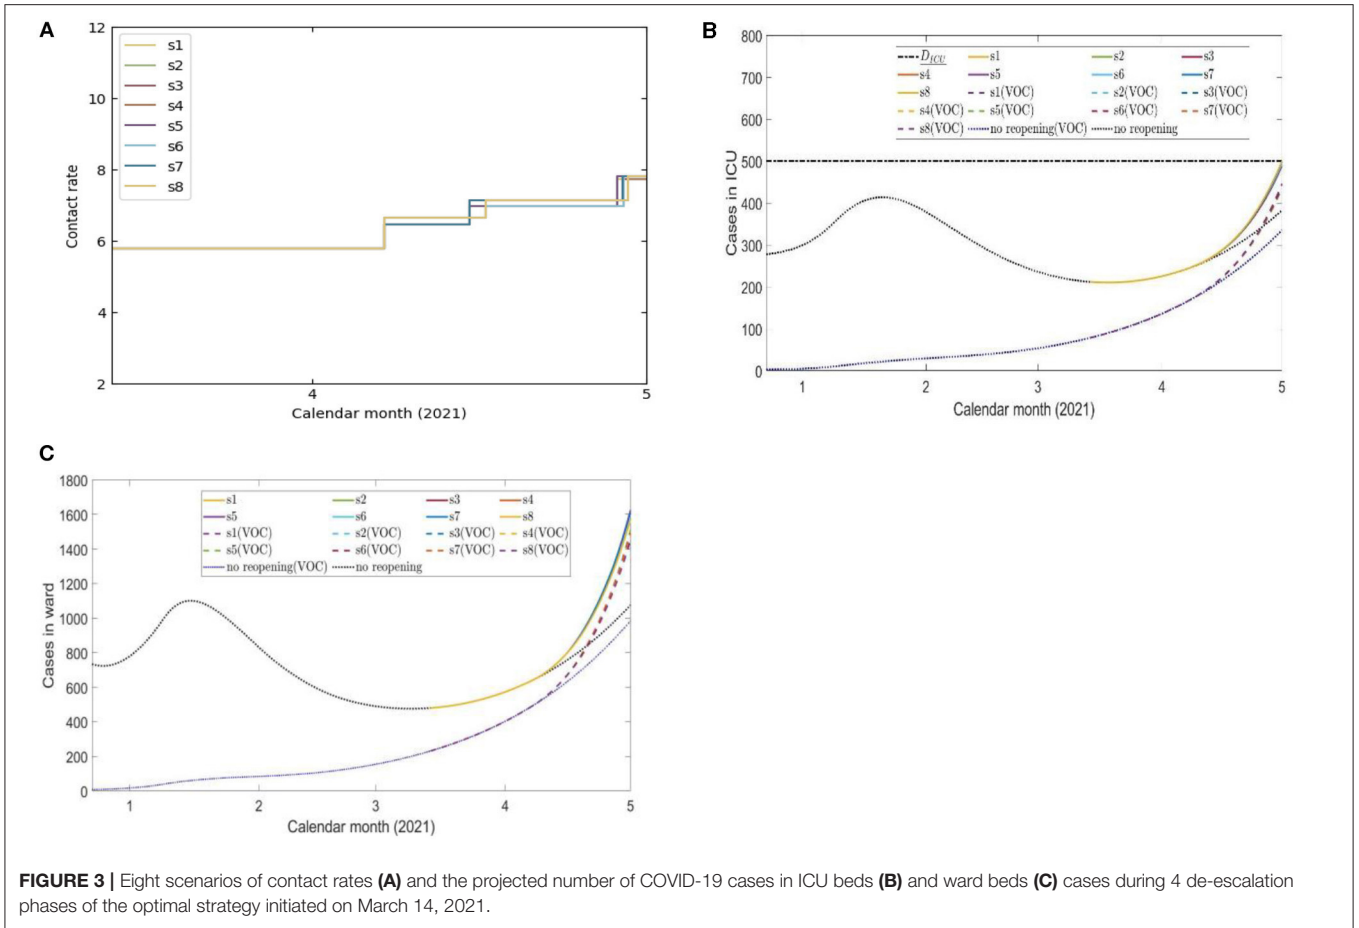 A
12
10
8
6
4
2
Contact rate
s1
s2
s3
s4
s5
s6
s7
s8
4
5
Calendar month (2021)
B
800
700
600
500
400
300
200
100
0
Cases in ICU
D_ICU s1 s2 s3
s4 s5 s6 s7
s8 s1(VOC) s2(VOC) s3(VOC)
s4(VOC) s5(VOC) s6(VOC) s7(VOC)
s8(VOC) no reopening(VOC) no reopening
1 2 3 4 5
Calendar month (2021)
C
1800
1600
1400
1200
1000
800
600
400
200
0
Cases in ward
s1 s2 s3 s4
s5 s6 s7 s8
s1(VOC) s2(VOC) s3(VOC) s4(VOC)
s5(VOC) s6(VOC) s7(VOC) s8(VOC)
no reopening(VOC) no reopening
1 2 3 4 5
Calendar month (2021)
FIGURE 3 | Eight scenarios of contact rates (A) and the projected number of COVID-19 cases in ICU beds (B) and ward beds (C) cases during 4 de-escalation
phases of the optimal strategy initiated on March 14, 2021.